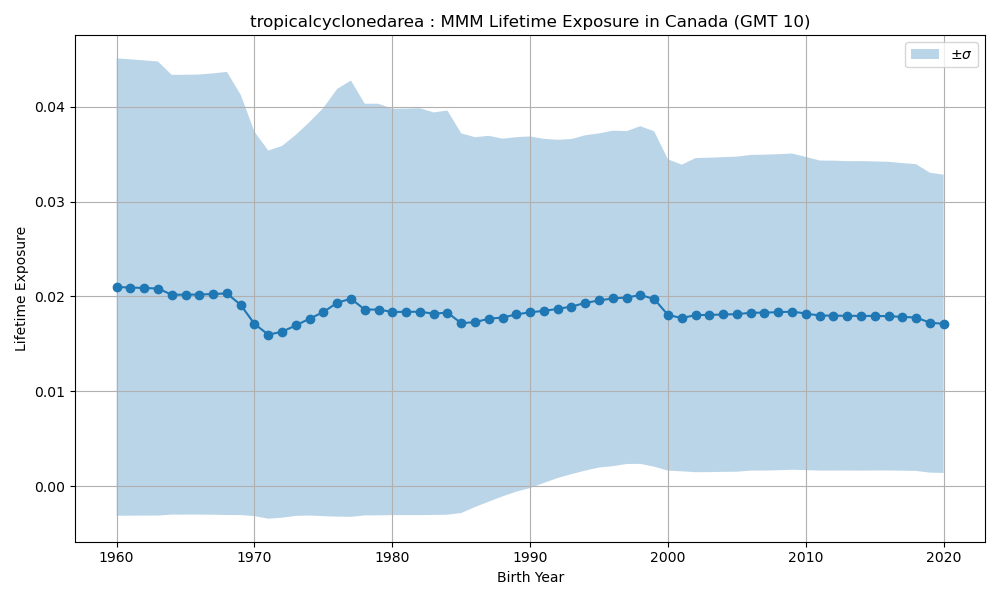 tropicalcyclonedarea : MMM Lifetime Exposure in Canada (GMT 10)
±σ
0.04
0.03
0.02
0.01
0.00
Lifetime Exposure
1960 1970 1980 1990 2000 2010 2020
Birth Year